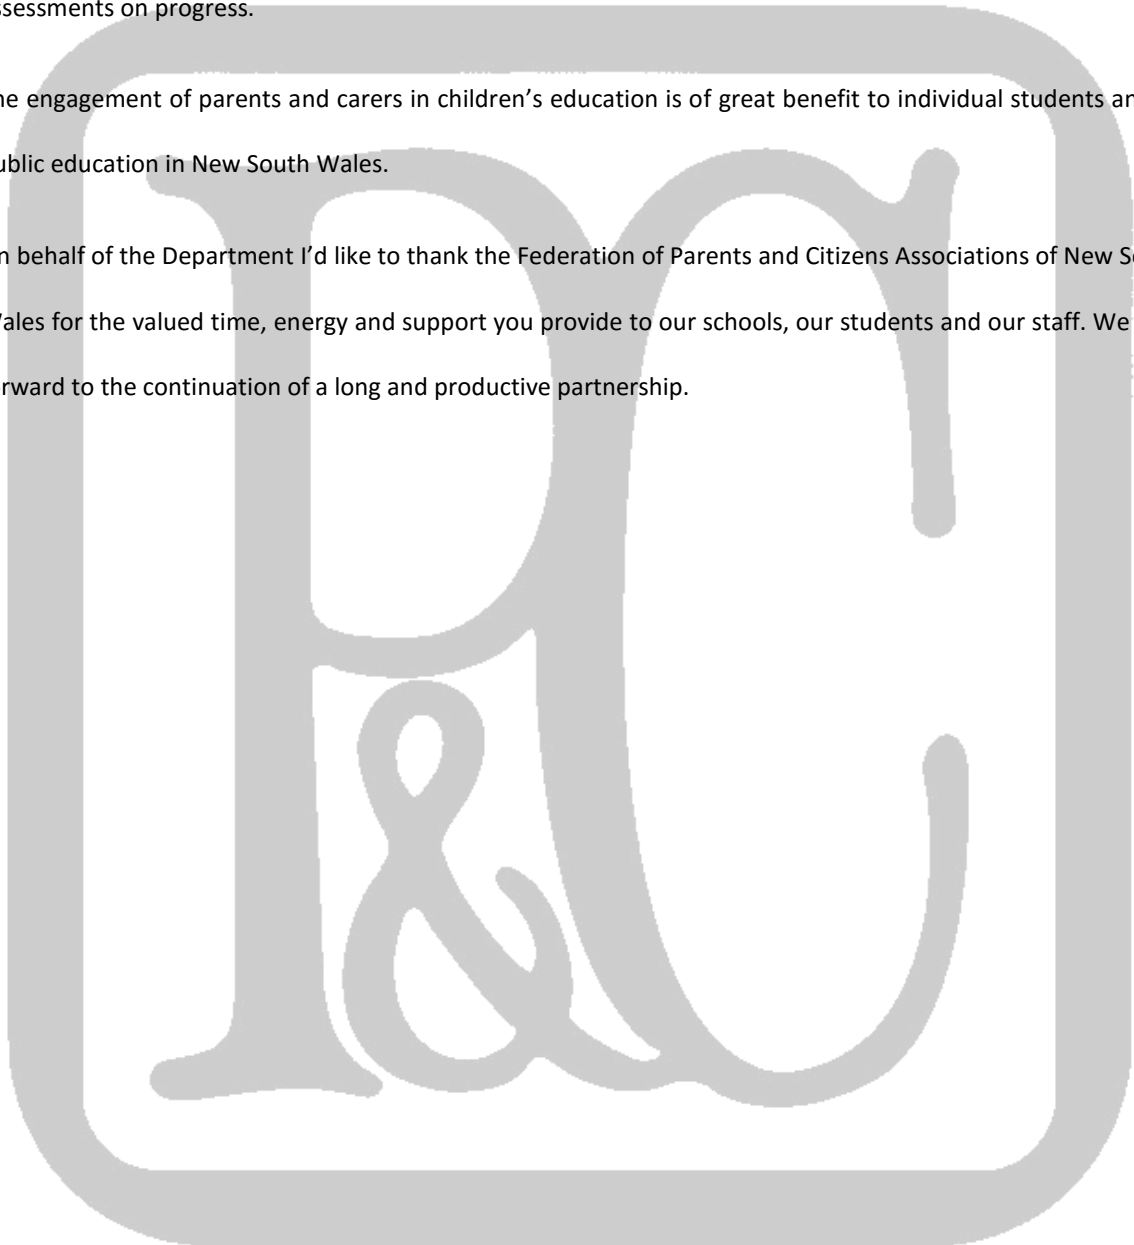 ssessments on progress.
he engagement of parents and carers in children's education is of great benefit to individual students an
ublic education in New South Wales.
n behalf of the Department I'd like to thank the Federation of Parents and Citizens Associations of New S
Vales for the valued time, energy and support you provide to our schools, our students and our staff. We
rward to the continuation of a long and productive partnership.
P&C